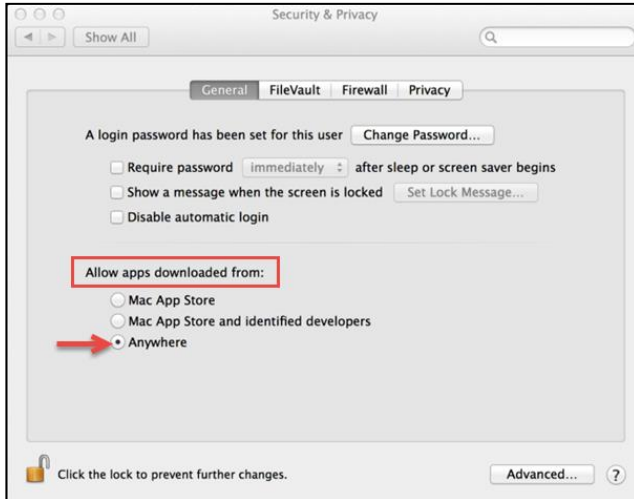 Security & Privacy
Show All
General FileVault Firewall Privacy
A login password has been set for this user Change Password...
Require password immediately after sleep or screen saver begins
Show a message when the screen is locked Set Lock Message...
Disable automatic login
Allow apps downloaded from:
Mac App Store
Mac App Store and identified developers
Anywhere
Click the lock to prevent further changes. Advanced... ?